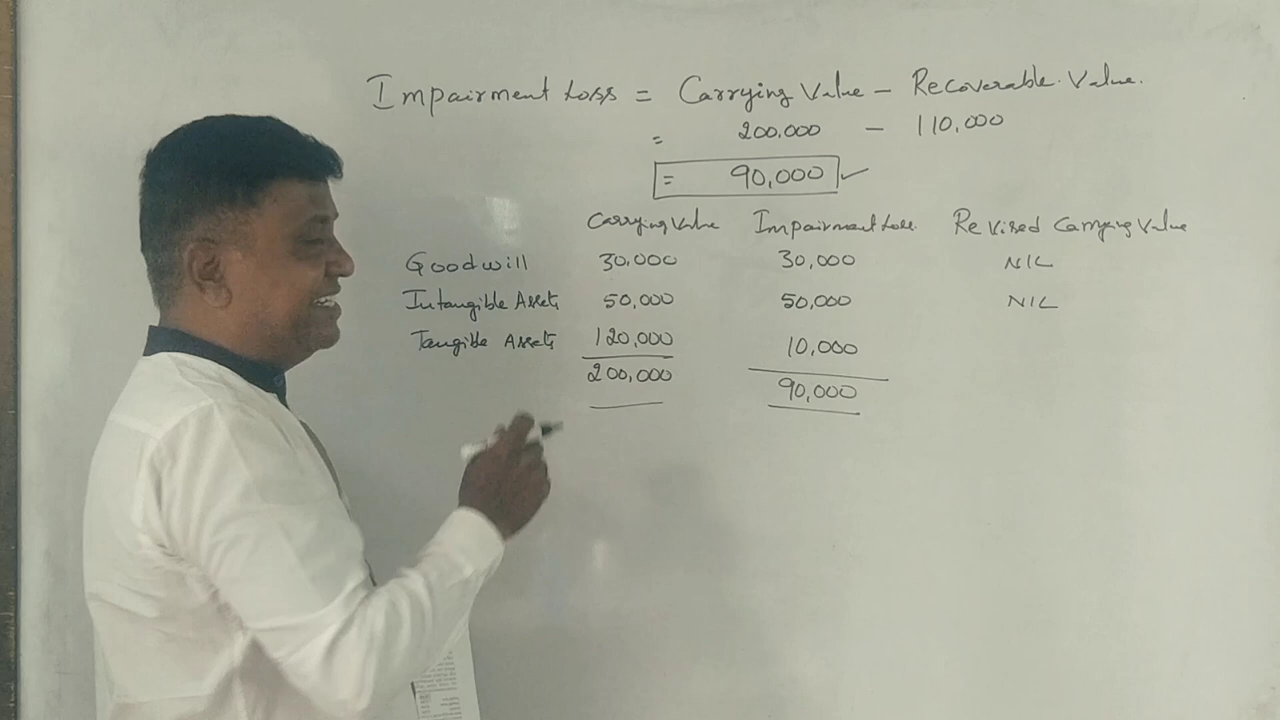 Impairment Loss = Carrying Value - Recoverable Value.
= 200,000 - 110,000
= 90,000 ✓
Carrying Value Impairment Loss. Revised Carrying Value
Goodwill 30,000 30,000 NIL
Intangible Assets 50,000 50,000 NIL
Tangible Assets 120,000 10,000
200,000 90,000